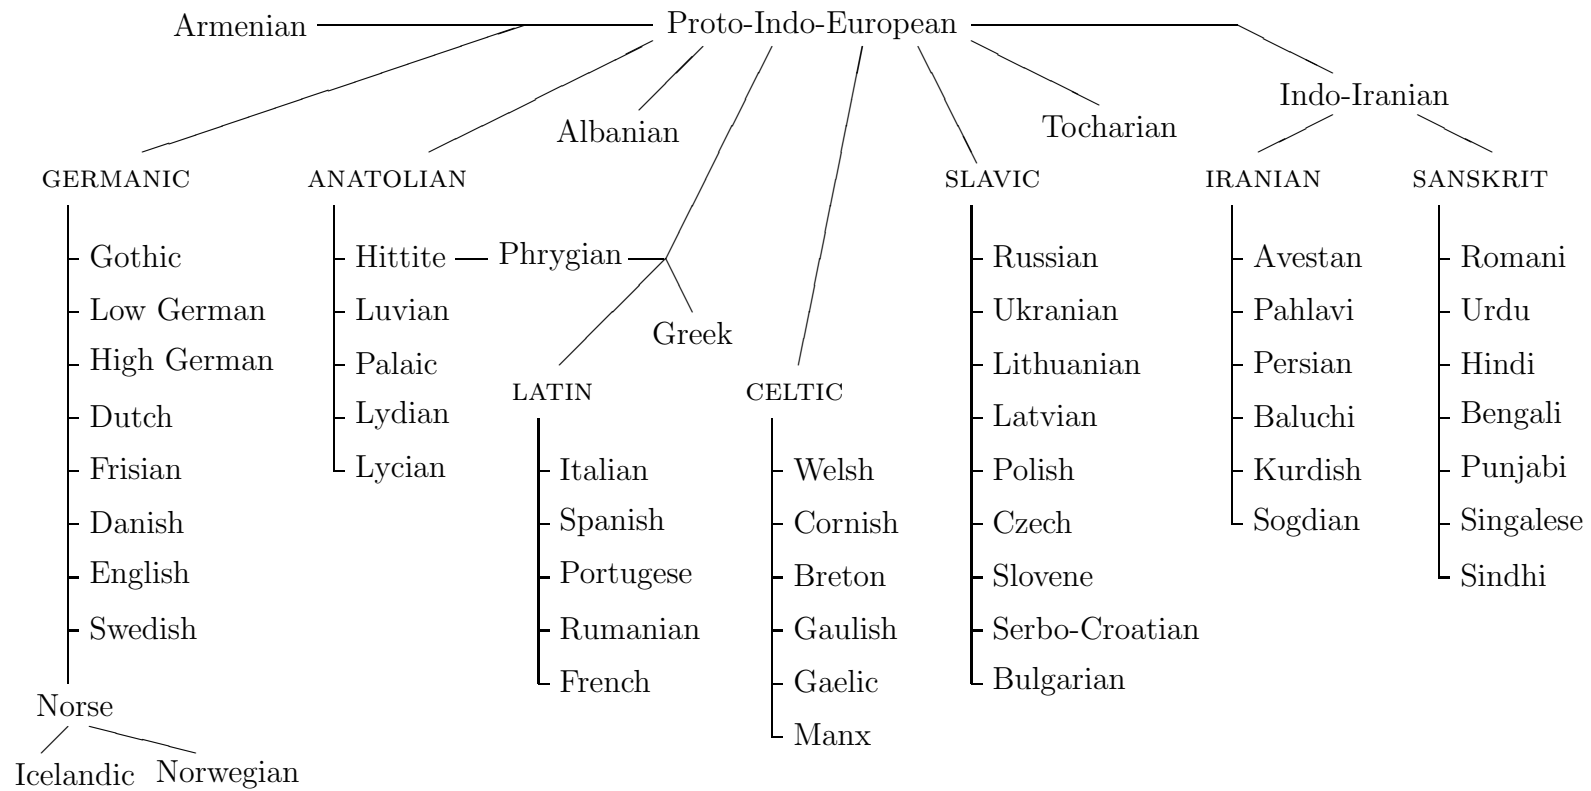 Armenian
Proto-Indo-European
Indo-Iranian
Albanian
Tocharian
GERMANIC
Gothic
Low German
High German
Dutch
Frisian
Danish
English
Swedish
Norse
Icelandic
Norwegian
ANATOLIAN
Hittite
Luvian
Palaic
Lydian
Lycian
Phrygian
Greek
LATIN
Italian
Spanish
Portugese
Rumanian
French
CELTIC
Welsh
Cornish
Breton
Gaulish
Gaelic
Manx
SLAVIC
Russian
Ukranian
Lithuanian
Latvian
Polish
Czech
Slovene
Serbo-Croatian
Bulgarian
IRANIAN
Avestan
Pahlavi
Persian
Baluchi
Kurdish
Sogdian
SANSKRIT
Romani
Urdu
Hindi
Bengali
Punjabi
Singalese
Sindhi